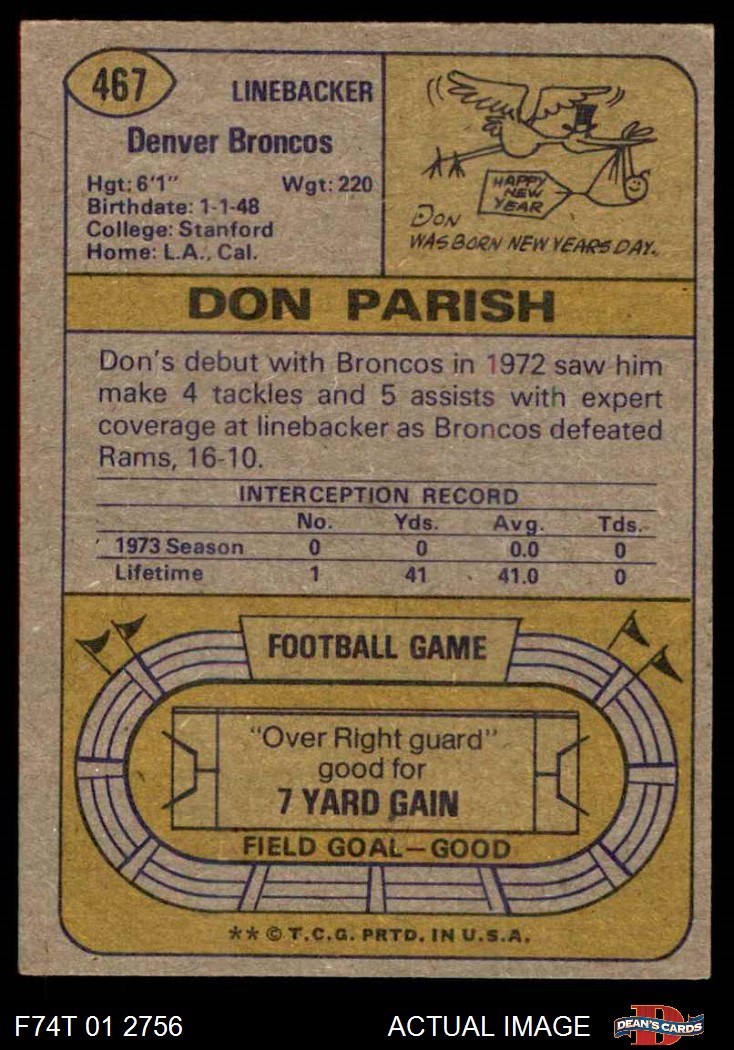 467
LINEBACKER
Denver Broncos
Hgt: 6'1" Wgt: 220
Birthdate: 1-1-48
College: Stanford
Home: L.A., Cal.
HAPPY
NEW
YEAR
DON
WAS BORN NEW YEARS DAY.
DON PARISH
Don's debut with Broncos in 1972 saw him
make 4 tackles and 5 assists with expert
coverage at linebacker as Broncos defeated
Rams, 16-10.
INTERCEPTION RECORD
No. Yds. Avg. Tds.
1973 Season 0 0 0.0 0
Lifetime 1 41 41.0 0
FOOTBALL GAME
"Over Right guard"
good for
7 YARD GAIN
FIELD GOAL—GOOD
** © T.C.G. PRTD. IN U.S.A.
F74T 01 2756 ACTUAL IMAGE
D
DEAN'S CARDS